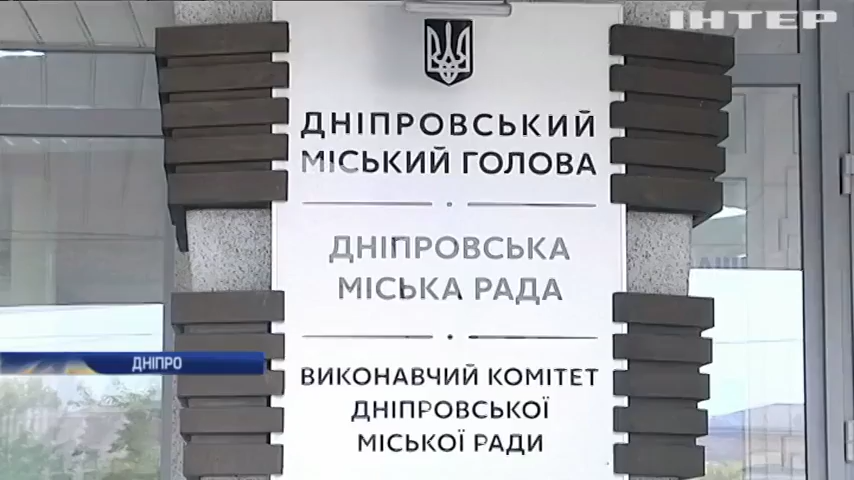 ІНТЕР
ДНІПРОВСЬКИЙ
МІСЬКИЙ ГОЛОВА
ДНІПРОВСЬКА
МІСЬКА РАДА
ДНІПРО
ВИКОНАВЧИЙ КОМІТЕТ
ДНІПРОВСЬКОЇ
МІСЬКОЇ РАДИ